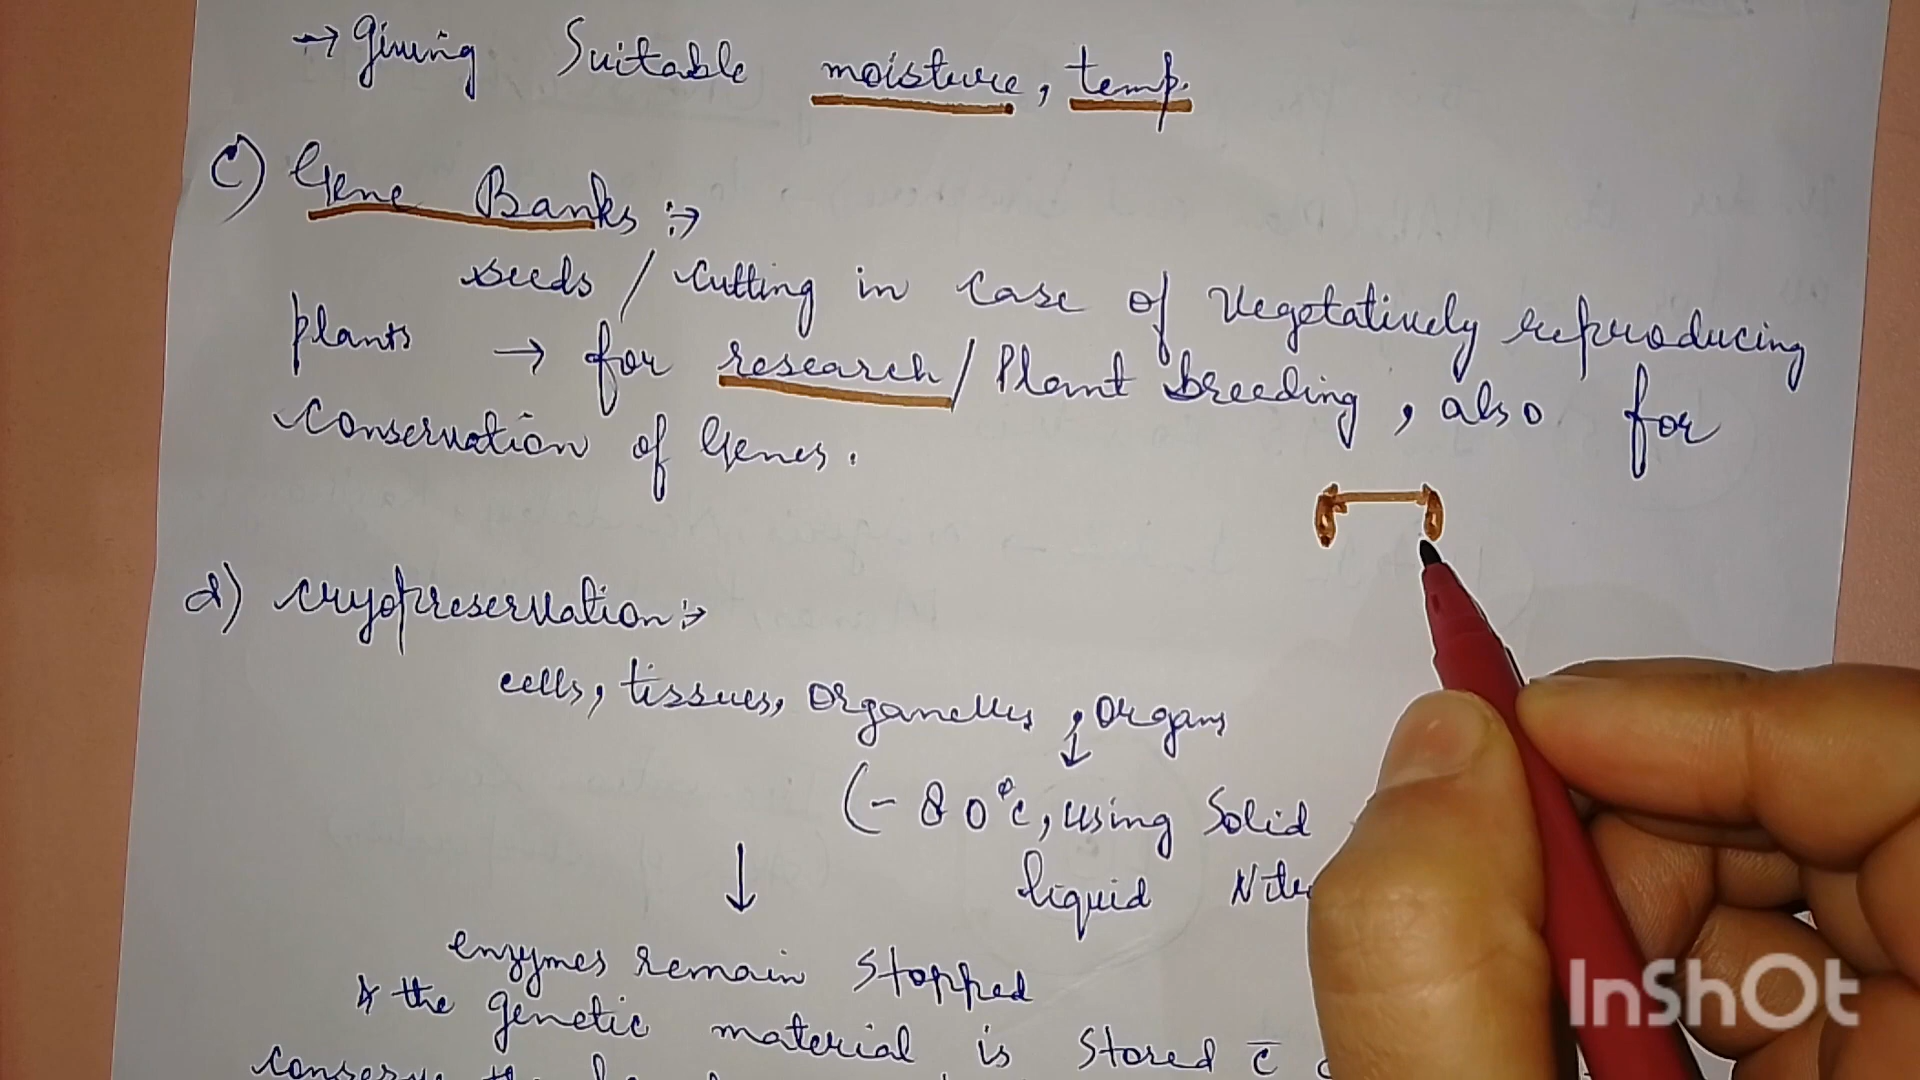 → Giving Suitable moisture, temp.
c) Gene Banks :→
seeds / cutting in case of vegetatively reproducing
plants → for research / Plant breeding, also for
conservation of Genes.
d) cryopreservation :→
cells, tissues, organelles, organs
↓
(- 80°C, using Solid
↓ liquid
enzymes remain stopped
& the genetic material is stored c̄
the
InShOt